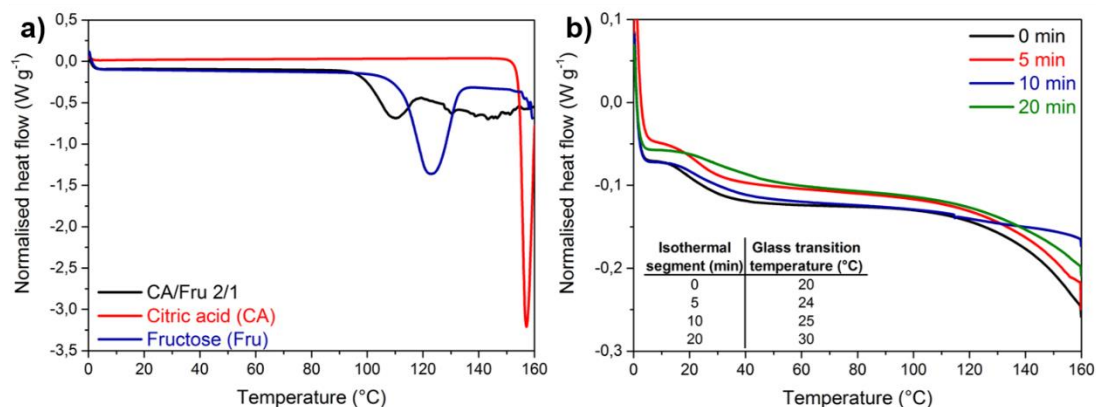 a)
0,5
0,0
-0,5
-1,0
-1,5
-2,0
-2,5
-3,0
-3,5
Normalised heat flow (W g-1)
CA/Fru 2/1
Citric acid (CA)
Fructose (Fru)
0 20 40 60 80 100 120 140 160
Temperature (°C)
b)
0,1
0,0
-0,1
-0,2
-0,3
Normalised heat flow (W g-1)
0 min
5 min
10 min
20 min
Isothermal Glass transition
segment (min) temperature (°C)
0 20
5 24
10 25
20 30
0 20 40 60 80 100 120 140 160
Temperature (°C)